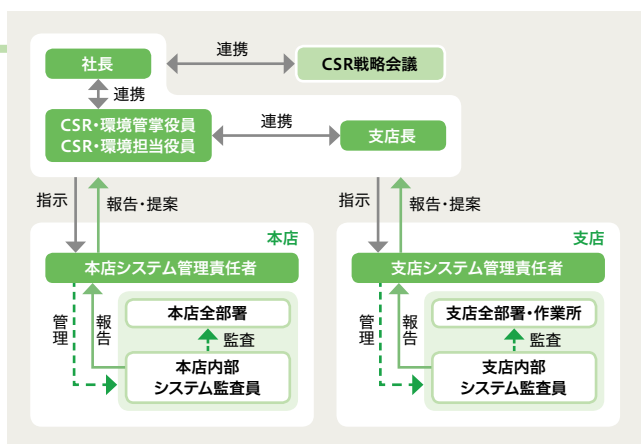 社長
連携
CSR戦略会議
連携
CSR・環境管掌役員
CSR・環境担当役員
連携
支店長
指示
報告・提案
指示
報告・提案
本店
本店システム管理責任者
管理
報告
本店全部署
監査
本店内部
システム監査員
支店
支店システム管理責任者
管理
報告
支店全部署・作業所
監査
支店内部
システム監査員